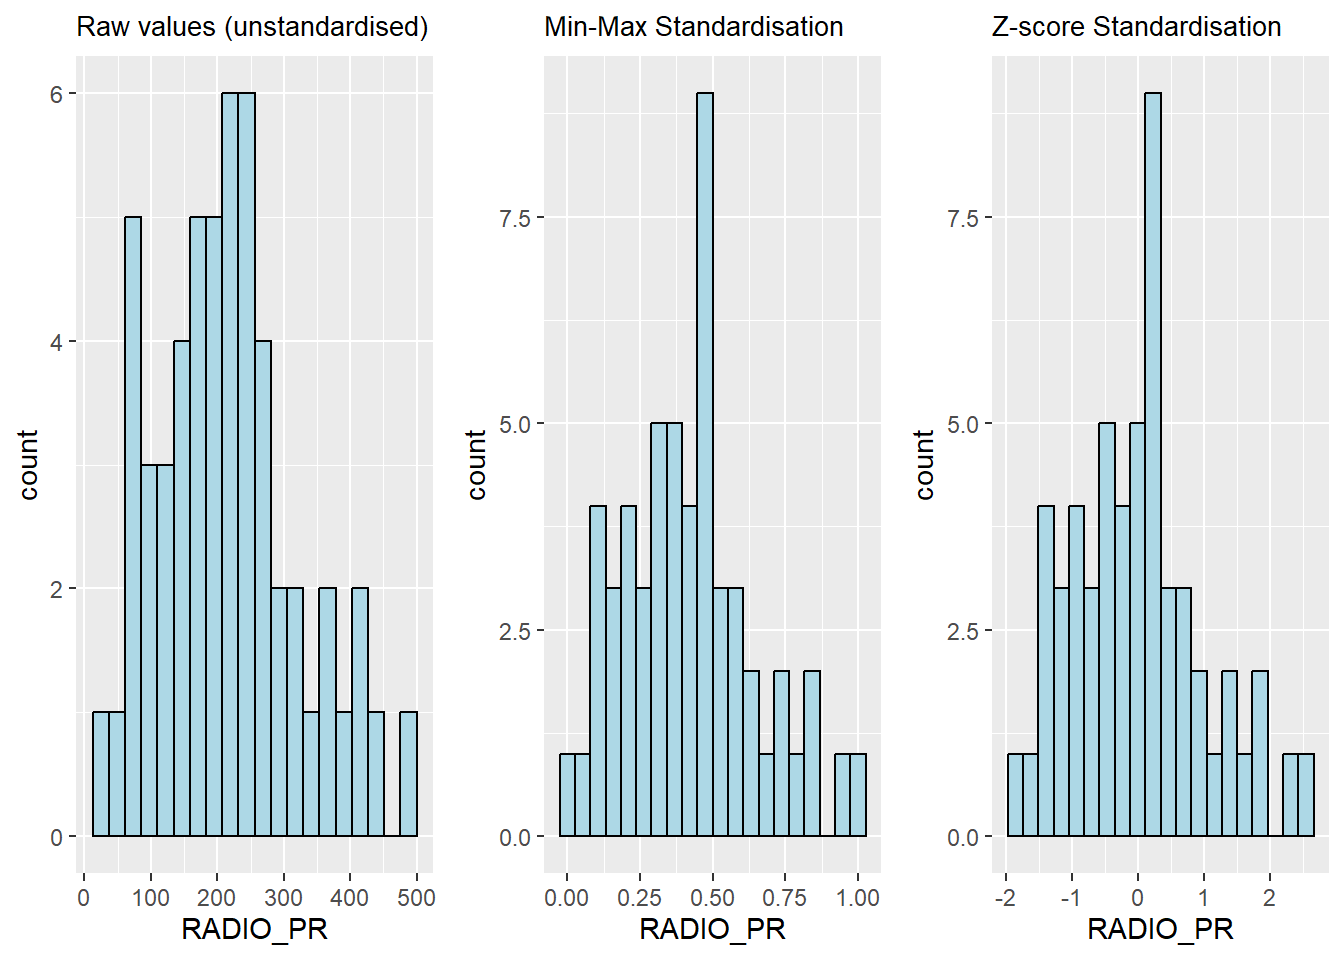 Raw values (unstandardised)
6
4
2
0
count
0 100 200 300 400 500
RADIO_PR
Min-Max Standardisation
7.5
5.0
2.5
0.0
count
0.00 0.25 0.50 0.75 1.00
RADIO_PR
Z-score Standardisation
7.5
5.0
2.5
0.0
count
-2 -1 0 1 2
RADIO_PR